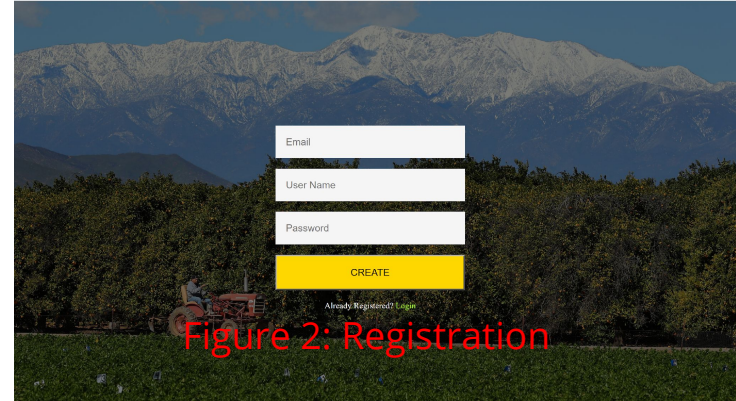 Email
User Name
Password
CREATE
Already Registered? Login
Figure 2: Registration